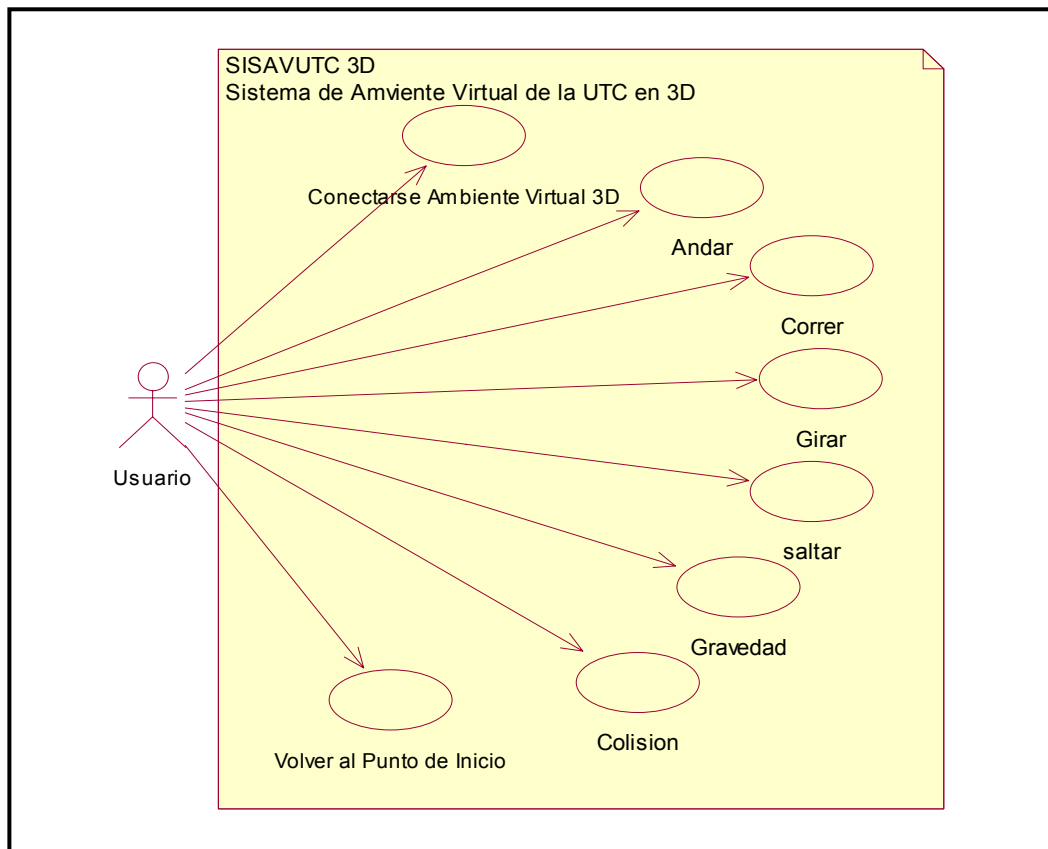 SISAVUTC 3D
Sistema de Amviente Virtual de la UTC en 3D
Conectarse Ambiente Virtual 3D
Andar
Correr
Girar
Usuario
saltar
Gravedad
Colision
Volver al Punto de Inicio